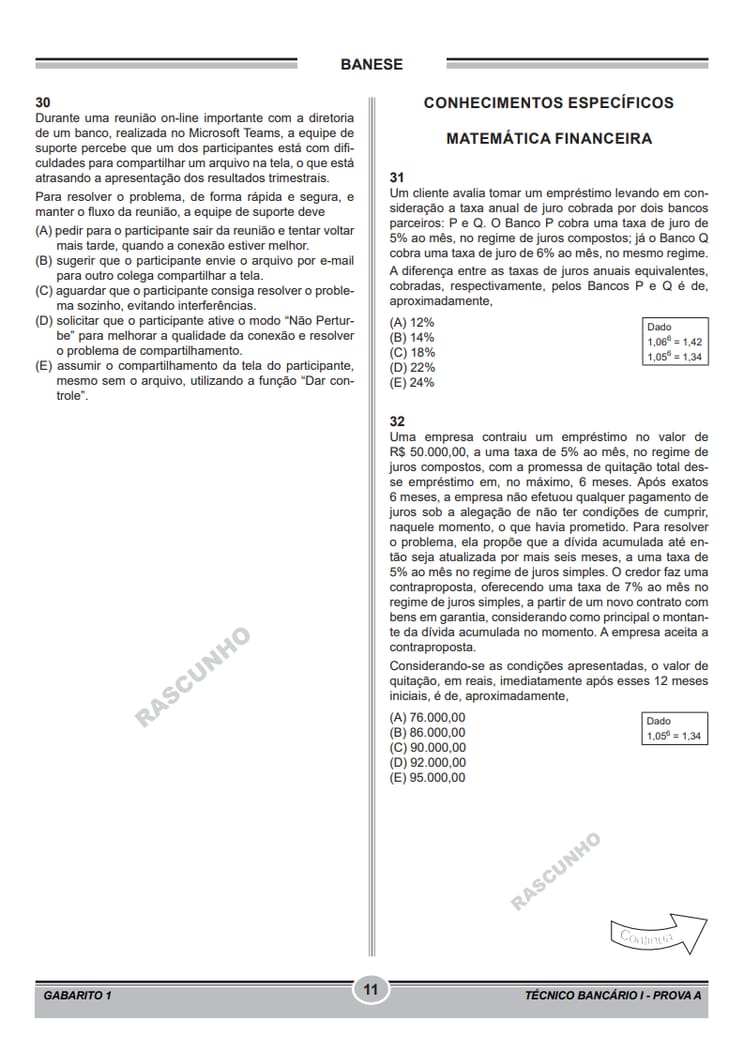 BANESE
30
Durante uma reunião on-line importante com a diretoria
de um banco, realizada no Microsoft Teams, a equipe de
suporte percebe que um dos participantes está com difi-
culdades para compartilhar um arquivo na tela, o que está
atrasando a apresentação dos resultados trimestrais.
Para resolver o problema, de forma rápida e segura, e
manter o fluxo da reunião, a equipe de suporte deve
(A) pedir para o participante sair da reunião e tentar voltar
mais tarde, quando a conexão estiver melhor.
(B) sugerir que o participante envie o arquivo por e-mail
para outro colega compartilhar a tela.
(C) aguardar que o participante consiga resolver o proble-
ma sozinho, evitando interferências.
(D) solicitar que o participante ative o modo “Não Pertur-
be” para melhorar a qualidade da conexão e resolver
o problema de compartilhamento.
(E) assumir o compartilhamento da tela do participante,
mesmo sem o arquivo, utilizando a função “Dar con-
trole”.
RASCUNHO
CONHECIMENTOS ESPECÍFICOS
MATEMÁTICA FINANCEIRA
31
Um cliente avalia tomar um empréstimo levando em con-
sideração a taxa anual de juro cobrada por dois bancos
parceiros: P e Q. O Banco P cobra uma taxa de juro de
5% ao mês, no regime de juros compostos; já o Banco Q
cobra uma taxa de juro de 6% ao mês, no mesmo regime.
A diferença entre as taxas de juros anuais equivalentes,
cobradas, respectivamente, pelos Bancos P e Q é de,
aproximadamente,
(A) 12%
(B) 14%
(C) 18%
(D) 22%
(E) 24%
Dado
1,06⁶ = 1,42
1,05⁶ = 1,34
32
Uma empresa contraiu um empréstimo no valor de
R$ 50.000,00, a uma taxa de 5% ao mês, no regime de
juros compostos, com a promessa de quitação total des-
se empréstimo em, no máximo, 6 meses. Após exatos
6 meses, a empresa não efetuou qualquer pagamento de
juros sob a alegação de não ter condições de cumprir,
naquele momento, o que havia prometido. Para resolver
o problema, ela propõe que a dívida acumulada até en-
tão seja atualizada por mais seis meses, a uma taxa de
5% ao mês no regime de juros simples. O credor faz uma
contraproposta, oferecendo uma taxa de 7% ao mês no
regime de juros simples, a partir de um novo contrato com
bens em garantia, considerando como principal o montan-
te da dívida acumulada no momento. A empresa aceita a
contraproposta.
Considerando-se as condições apresentadas, o valor de
quitação, em reais, imediatamente após esses 12 meses
iniciais, é de, aproximadamente,
(A) 76.000,00
(B) 86.000,00
(C) 90.000,00
(D) 92.000,00
(E) 95.000,00
Dado
1,05⁶ = 1,34
RASCUNHO
Continua
GABARITO 1
11
TÉCNICO BANCÁRIO I - PROVA A